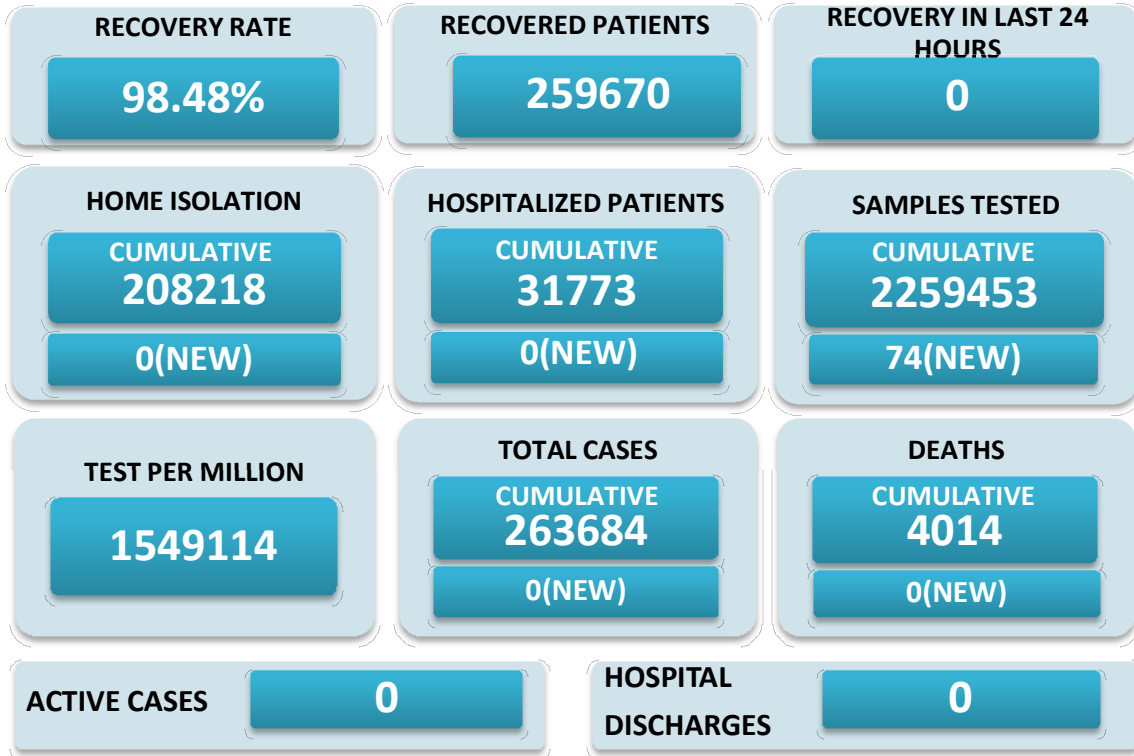 RECOVERY RATE
98.48%
RECOVERED PATIENTS
259670
RECOVERY IN LAST 24
HOURS
0
HOME ISOLATION
CUMULATIVE
208218
0(NEW)
HOSPITALIZED PATIENTS
CUMULATIVE
31773
0(NEW)
SAMPLES TESTED
CUMULATIVE
2259453
74(NEW)
TEST PER MILLION
1549114
TOTAL CASES
CUMULATIVE
263684
0(NEW)
DEATHS
CUMULATIVE
4014
0(NEW)
ACTIVE CASES
0
HOSPITAL
DISCHARGES
0